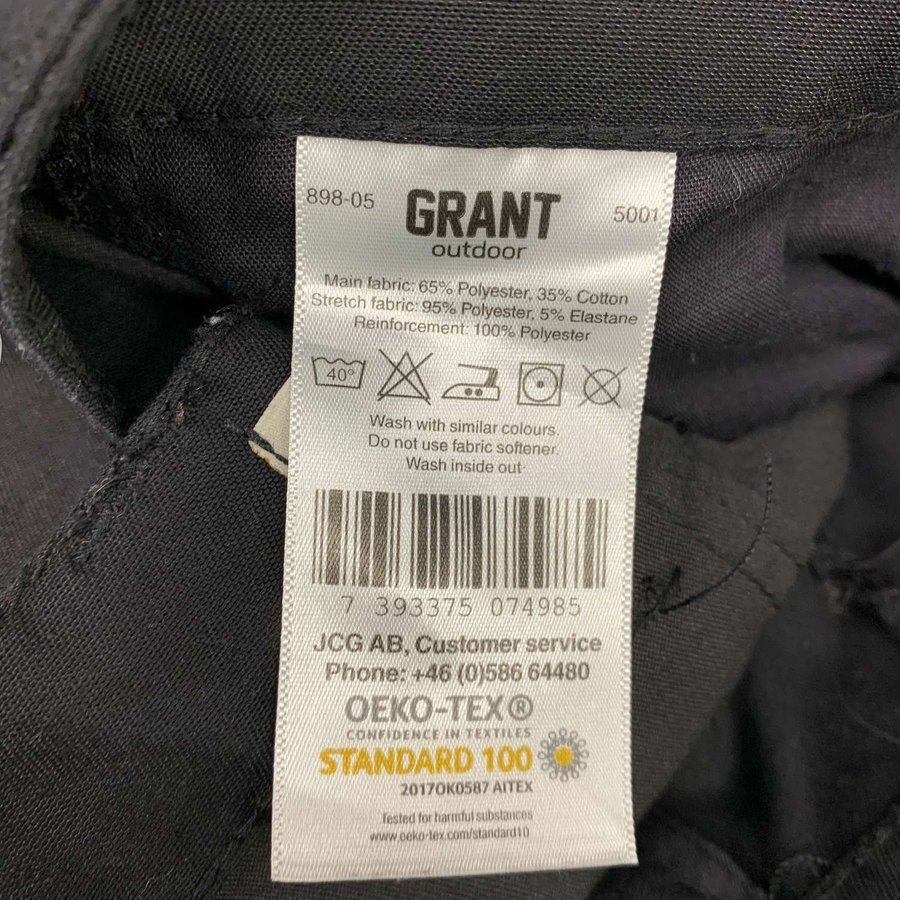 898-05 GRANT 5001
outdoor
Main fabric: 65% Polyester, 35% Cotton
Stretch fabric: 95% Polyester, 5% Elastane
Reinforcement: 100% Polyester
40°
Wash with similar colours.
Do not use fabric softener.
Wash inside out
7 393375 074985
JCG AB, Customer service
Phone: +46 (0)586 64480
OEKO-TEX®
CONFIDENCE IN TEXTILES
STANDARD 100
2017OK0587 AITEX
Tested for harmful substances
www.oeko-tex.com/standard10